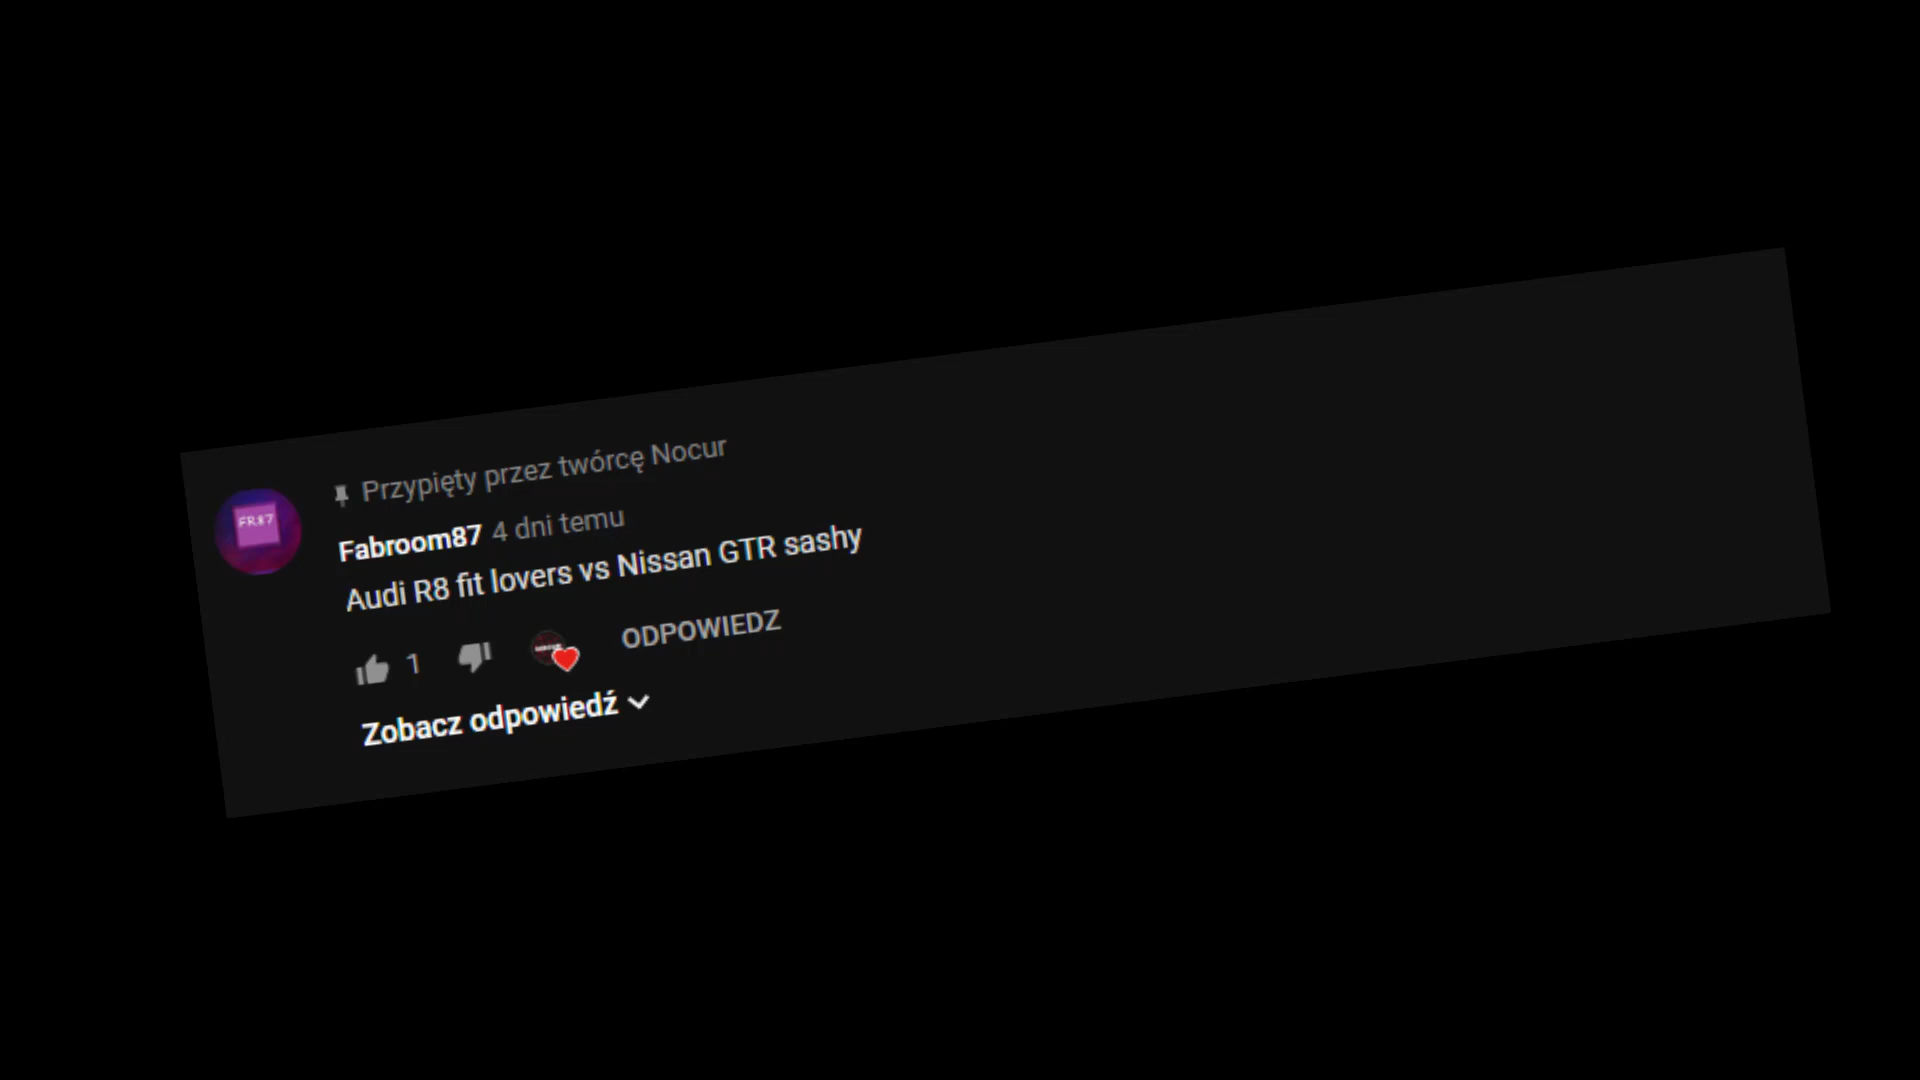 Przypięty przez twórcę Nocur
FR87
Fabroom87 4 dni temu
Audi R8 fit lovers vs Nissan GTR sashy
1 ODPOWIEDZ
Zobacz odpowiedź